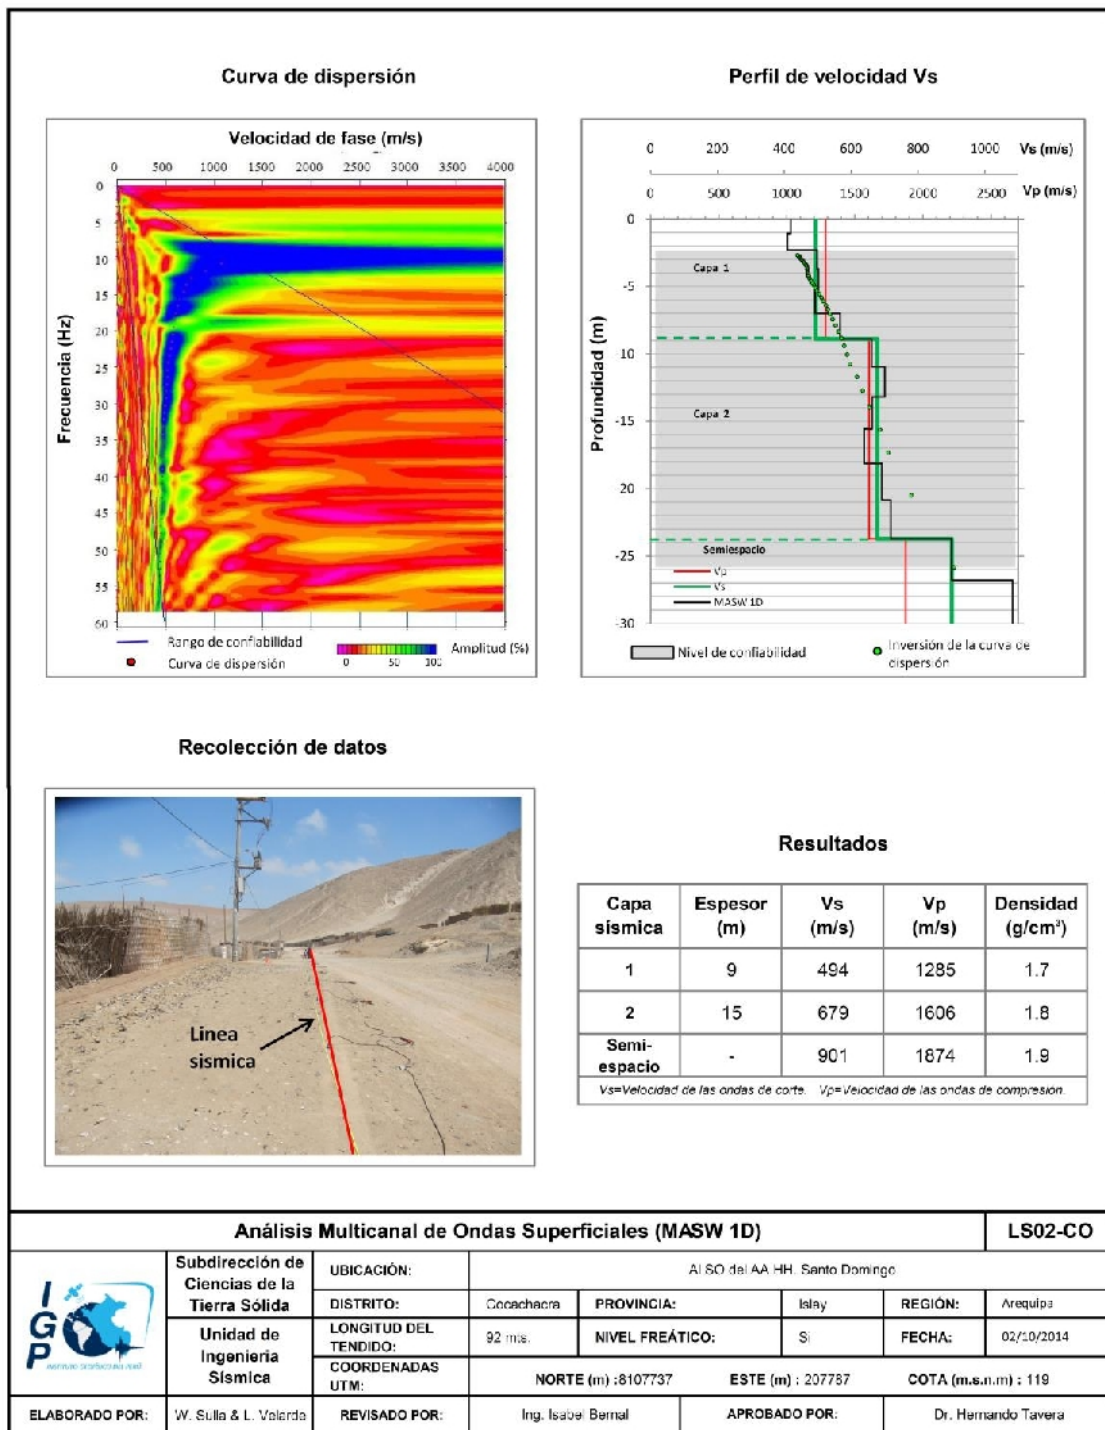 Curva de dispersión
Perfil de velocidad Vs
Velocidad de fase (m/s)
0 500 1000 1500 2000 2500 3000 3500 4000
Frecuencia (Hz)
0
5
10
15
20
25
30
35
40
45
50
55
60
Rango de confiabilidad
Curva de dispersión
Amplitud (%)
0 50 100
0 200 400 600 800 1000 Vs (m/s)
0 500 1000 1500 2000 2500 Vp (m/s)
Profundidad (m)
0
-5
-10
-15
-20
-25
-30
Capa 1
Capa 2
Semiespacio
Vp
Vs
MASW 1D
Nivel de confiabilidad
Inversión de la curva de
dispersión
Recolección de datos
Linea
sismica
Resultados
Capa sísmica Espesor (m) Vs (m/s) Vp (m/s) Densidad (g/cm³)
1 9 494 1285 1.7
2 15 679 1606 1.8
Semi-espacio - 901 1874 1.9
Vs=Velocidad de las ondas de corte. Vp=Velocidad de las ondas de compresión.
Análisis Multicanal de Ondas Superficiales (MASW 1D) LS02-CO
IGP
INSTITUTO GEOFÍSICO DEL PERÚ
Subdirección de
Ciencias de la
Tierra Sólida
Unidad de
Ingenieria
Sísmica
UBICACIÓN: Al SO del AA HH. Santo Domingo
DISTRITO: Cocachacra PROVINCIA: Islay REGIÓN: Arequipa
LONGITUD DEL TENDIDO: 92 mts. NIVEL FREÁTICO: Si FECHA: 02/10/2014
COORDENADAS UTM: NORTE (m) :8107737 ESTE (m) : 207787 COTA (m.s.n.m) : 119
ELABORADO POR: W. Sulla & L. Velarde REVISADO POR: Ing. Isabel Bernal APROBADO POR: Dr. Hernando Tavera